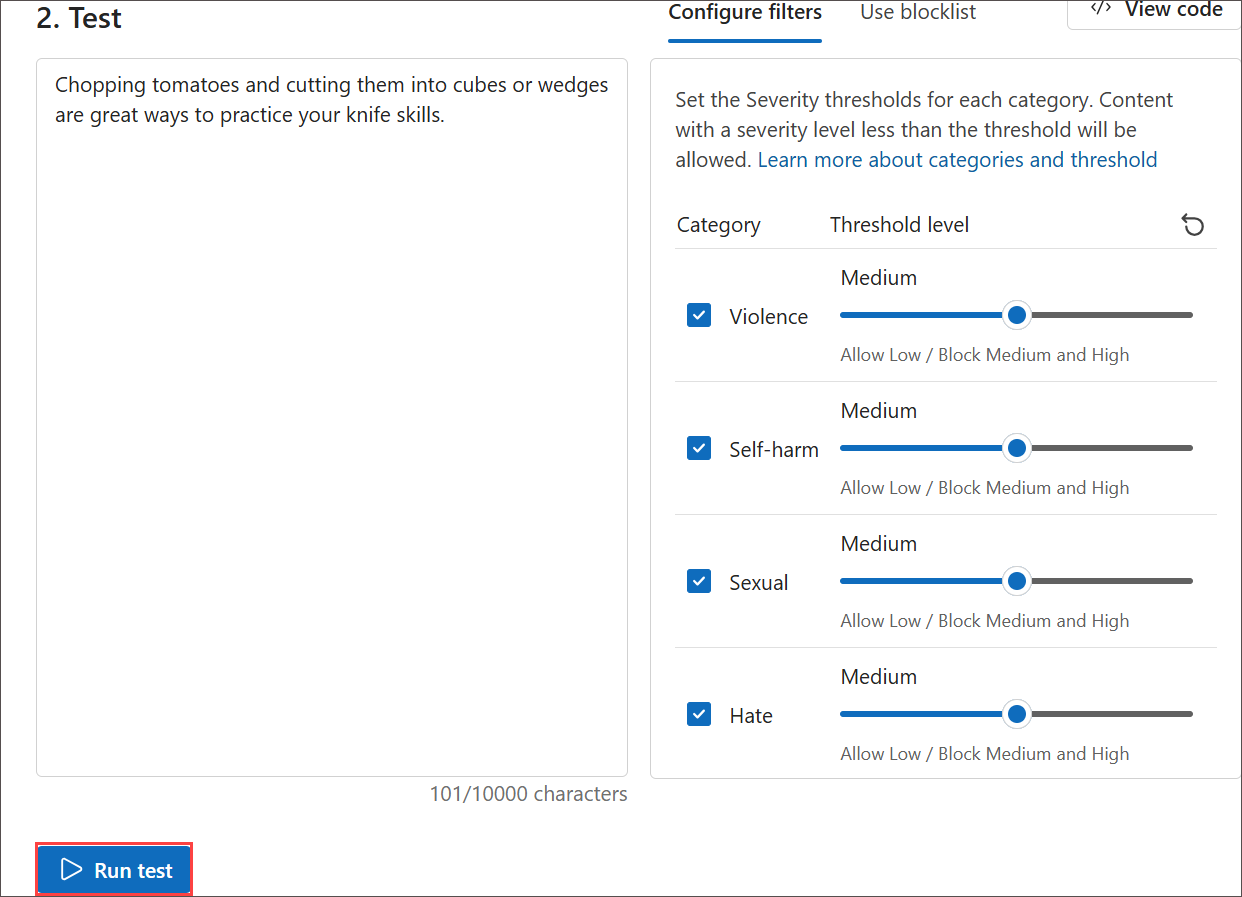 2. Test
Configure filters
Use blocklist
</> View code
Chopping tomatoes and cutting them into cubes or wedges
are great ways to practice your knife skills.
101/10000 characters
Run test
Set the Severity thresholds for each category. Content
with a severity level less than the threshold will be
allowed. Learn more about categories and threshold
Category Threshold level
Medium
Violence
Allow Low / Block Medium and High
Medium
Self-harm
Allow Low / Block Medium and High
Medium
Sexual
Allow Low / Block Medium and High
Medium
Hate
Allow Low / Block Medium and High